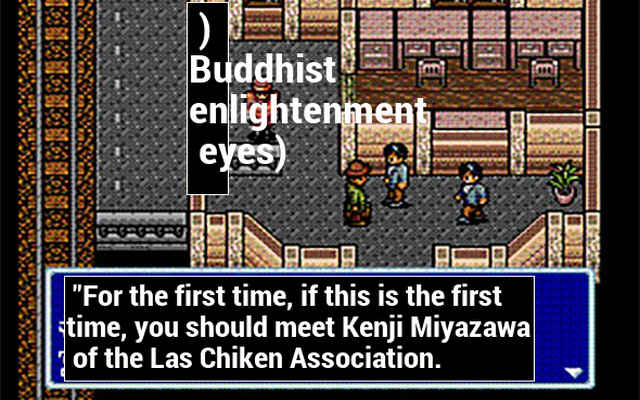 )
Buddhist
enlightenment
eyes)
"For the first time, if this is the first
time, you should meet Kenji Miyazawa
of the Las Chiken Association.